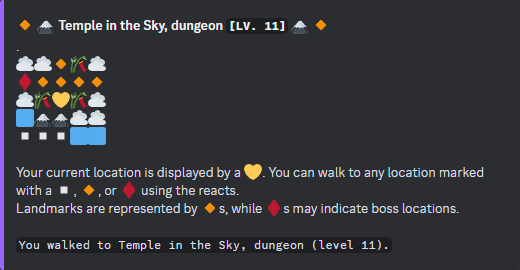 Temple in the Sky, dungeon [LV. 11]
.
Your current location is displayed by a 💛. You can walk to any location marked
with a ▫️, 🔸, or ♦️ using the reacts.
Landmarks are represented by 🔸s, while ♦️s may indicate boss locations.
You walked to Temple in the Sky, dungeon (level 11).